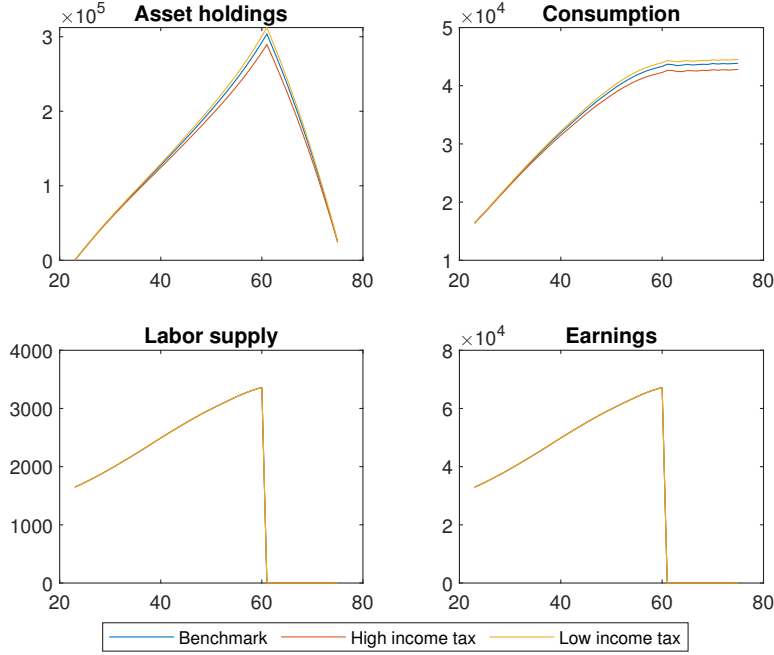 Asset holdings
×10^5
3
2
1
0
20 40 60 80
Consumption
×10^4
5
4
3
2
1
20 40 60 80
Labor supply
4000
3000
2000
1000
0
20 40 60 80
Earnings
×10^4
8
6
4
2
0
20 40 60 80
Benchmark High income tax Low income tax